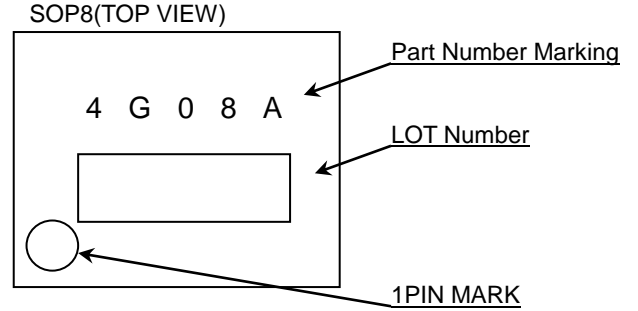 SOP8(TOP VIEW)
Part Number Marking
4 G 0 8 A
LOT Number
1PIN MARK